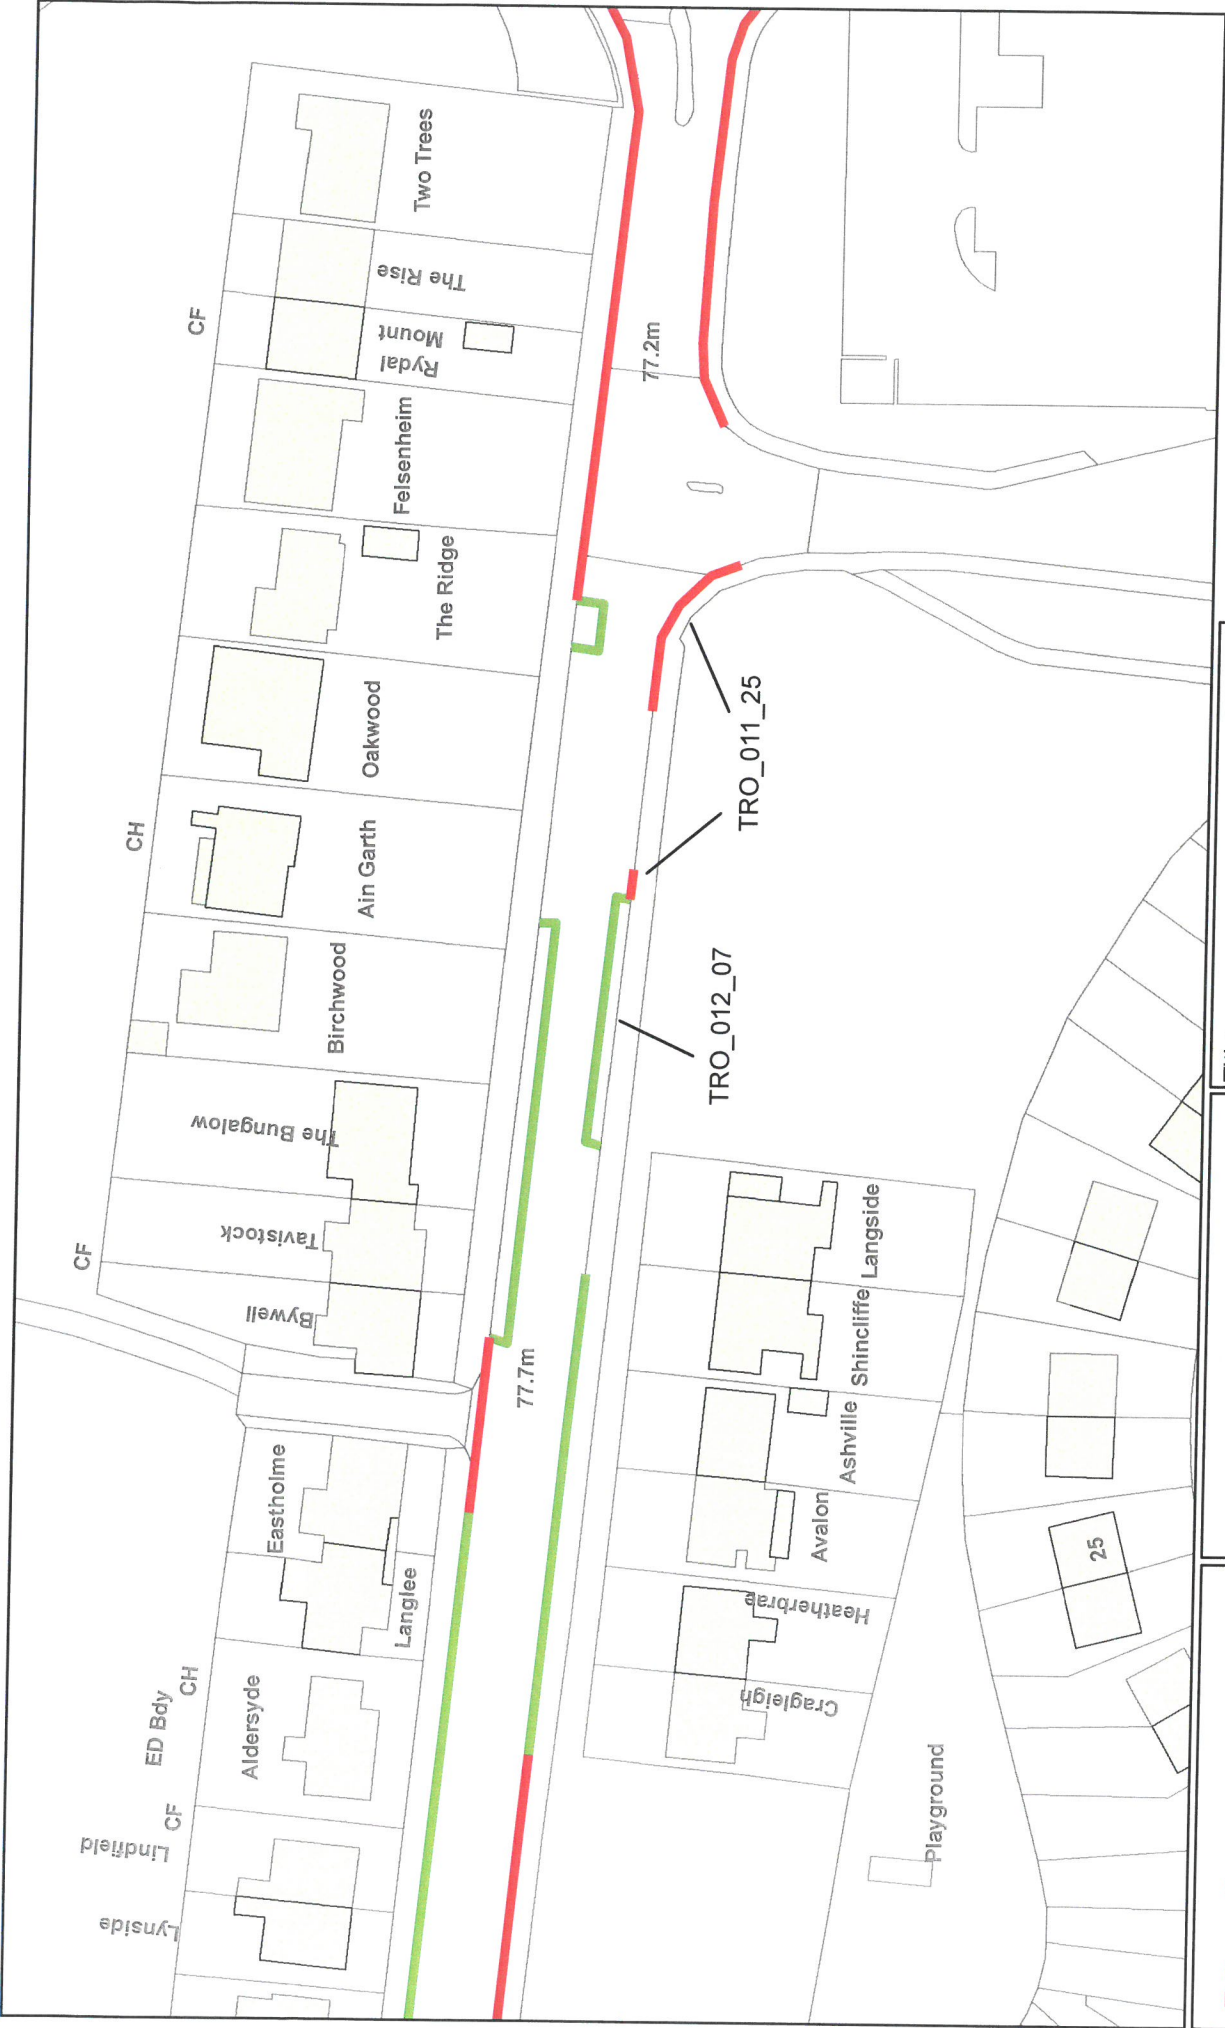 Two Trees
The Rise
Rydal
Mount
CF
Felsenheim
The Ridge
77.2m
Oakwood
CH
Ain Garth
TRO_011_25
Birchwood
TRO_012_07
The Bungalow
Tavistock
CF
Bywell
77.7m
Langside
Shincliffe
Ashville
Avalon
Heatherbrae
Cragleigh
Eastholme
Langlee
CH
ED Bdy
Aldersyde
CF
Lindfield
Lynside
Playground
25